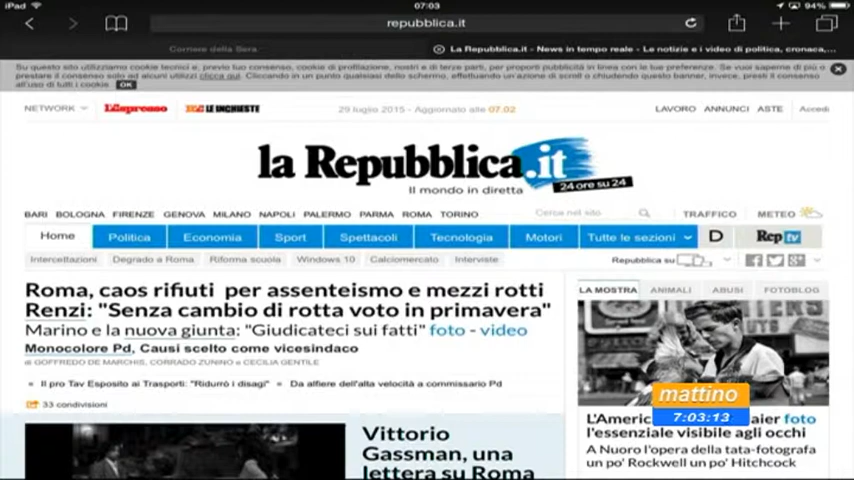 iPad
07:03
94%
repubblica.it
Corriere della Sera
La Repubblica.it - News in tempo reale - Le notizie e i video di politica, cronaca,...
Su questo sito utilizziamo cookie tecnici e, previo tuo consenso, cookie di profilazione, nostri e di terze parti, per proporti pubblicità in linea con le tue preferenze. Se vuoi saperne di più o
prestare il consenso solo ad alcuni utilizzi clicca qui. Cliccando in un punto qualsiasi dello schermo, effettuando un'azione di scroll o chiudendo questo banner, invece, presti il consenso
all'uso di tutti i cookie OK
NETWORK l'Espresso LE INCHIESTE 29 luglio 2015 - Aggiornato alle 07.02 LAVORO ANNUNCI ASTE Accedi
la Repubblica.it
Il mondo in diretta 24 ore su 24
BARI BOLOGNA FIRENZE GENOVA MILANO NAPOLI PALERMO PARMA ROMA TORINO Cerca nel sito TRAFFICO METEO
Home Politica Economia Sport Spettacoli Tecnologia Motori Tutte le sezioni D Rep tv
Intercettazioni Degrado a Roma Riforma scuola Windows 10 Calciomercato Interviste Repubblica su
Roma, caos rifiuti per assenteismo e mezzi rotti
Renzi: "Senza cambio di rotta voto in primavera"
Marino e la nuova giunta: "Giudicateci sui fatti" foto - video
Monocolore Pd, Causi scelto come vicesindaco
di GOFFREDO DE MARCHIS, CORRADO ZUNINO e CECILIA GENTILE
Il pro Tav Esposito ai Trasporti: "Ridurrò i disagi" Da alfiere dell'alta velocità a commissario Pd
33 condivisioni
Vittorio
Gassman, una
lettera su Roma
LA MOSTRA ANIMALI ABUSI FOTOBLOG
mattino
7:03:13
L'Americ aier foto
l'essenziale visibile agli occhi
A Nuoro l'opera della tata-fotografa
un po' Rockwell un po' Hitchcock